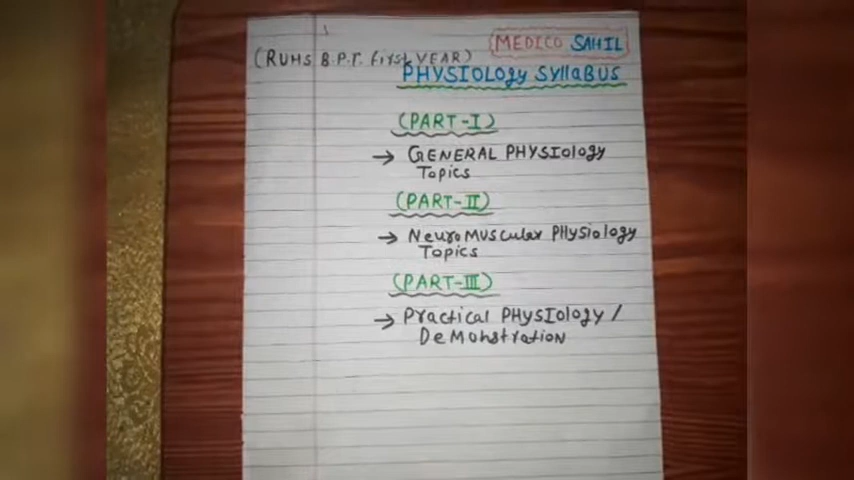 MEDICO SAHIL
(RUHS B.P.T. first YEAR)
PHYSIOLOGY SYLLABUS
(PART-I)
→ GENERAL PHYSIOLOGY
TOPICS
(PART-II)
→ NeuroMUSCULAR PHYSIOLOGY
TOPICS
(PART-III)
→ PRACTICAL PHYSIOLOGY/
DeMONSTRATION